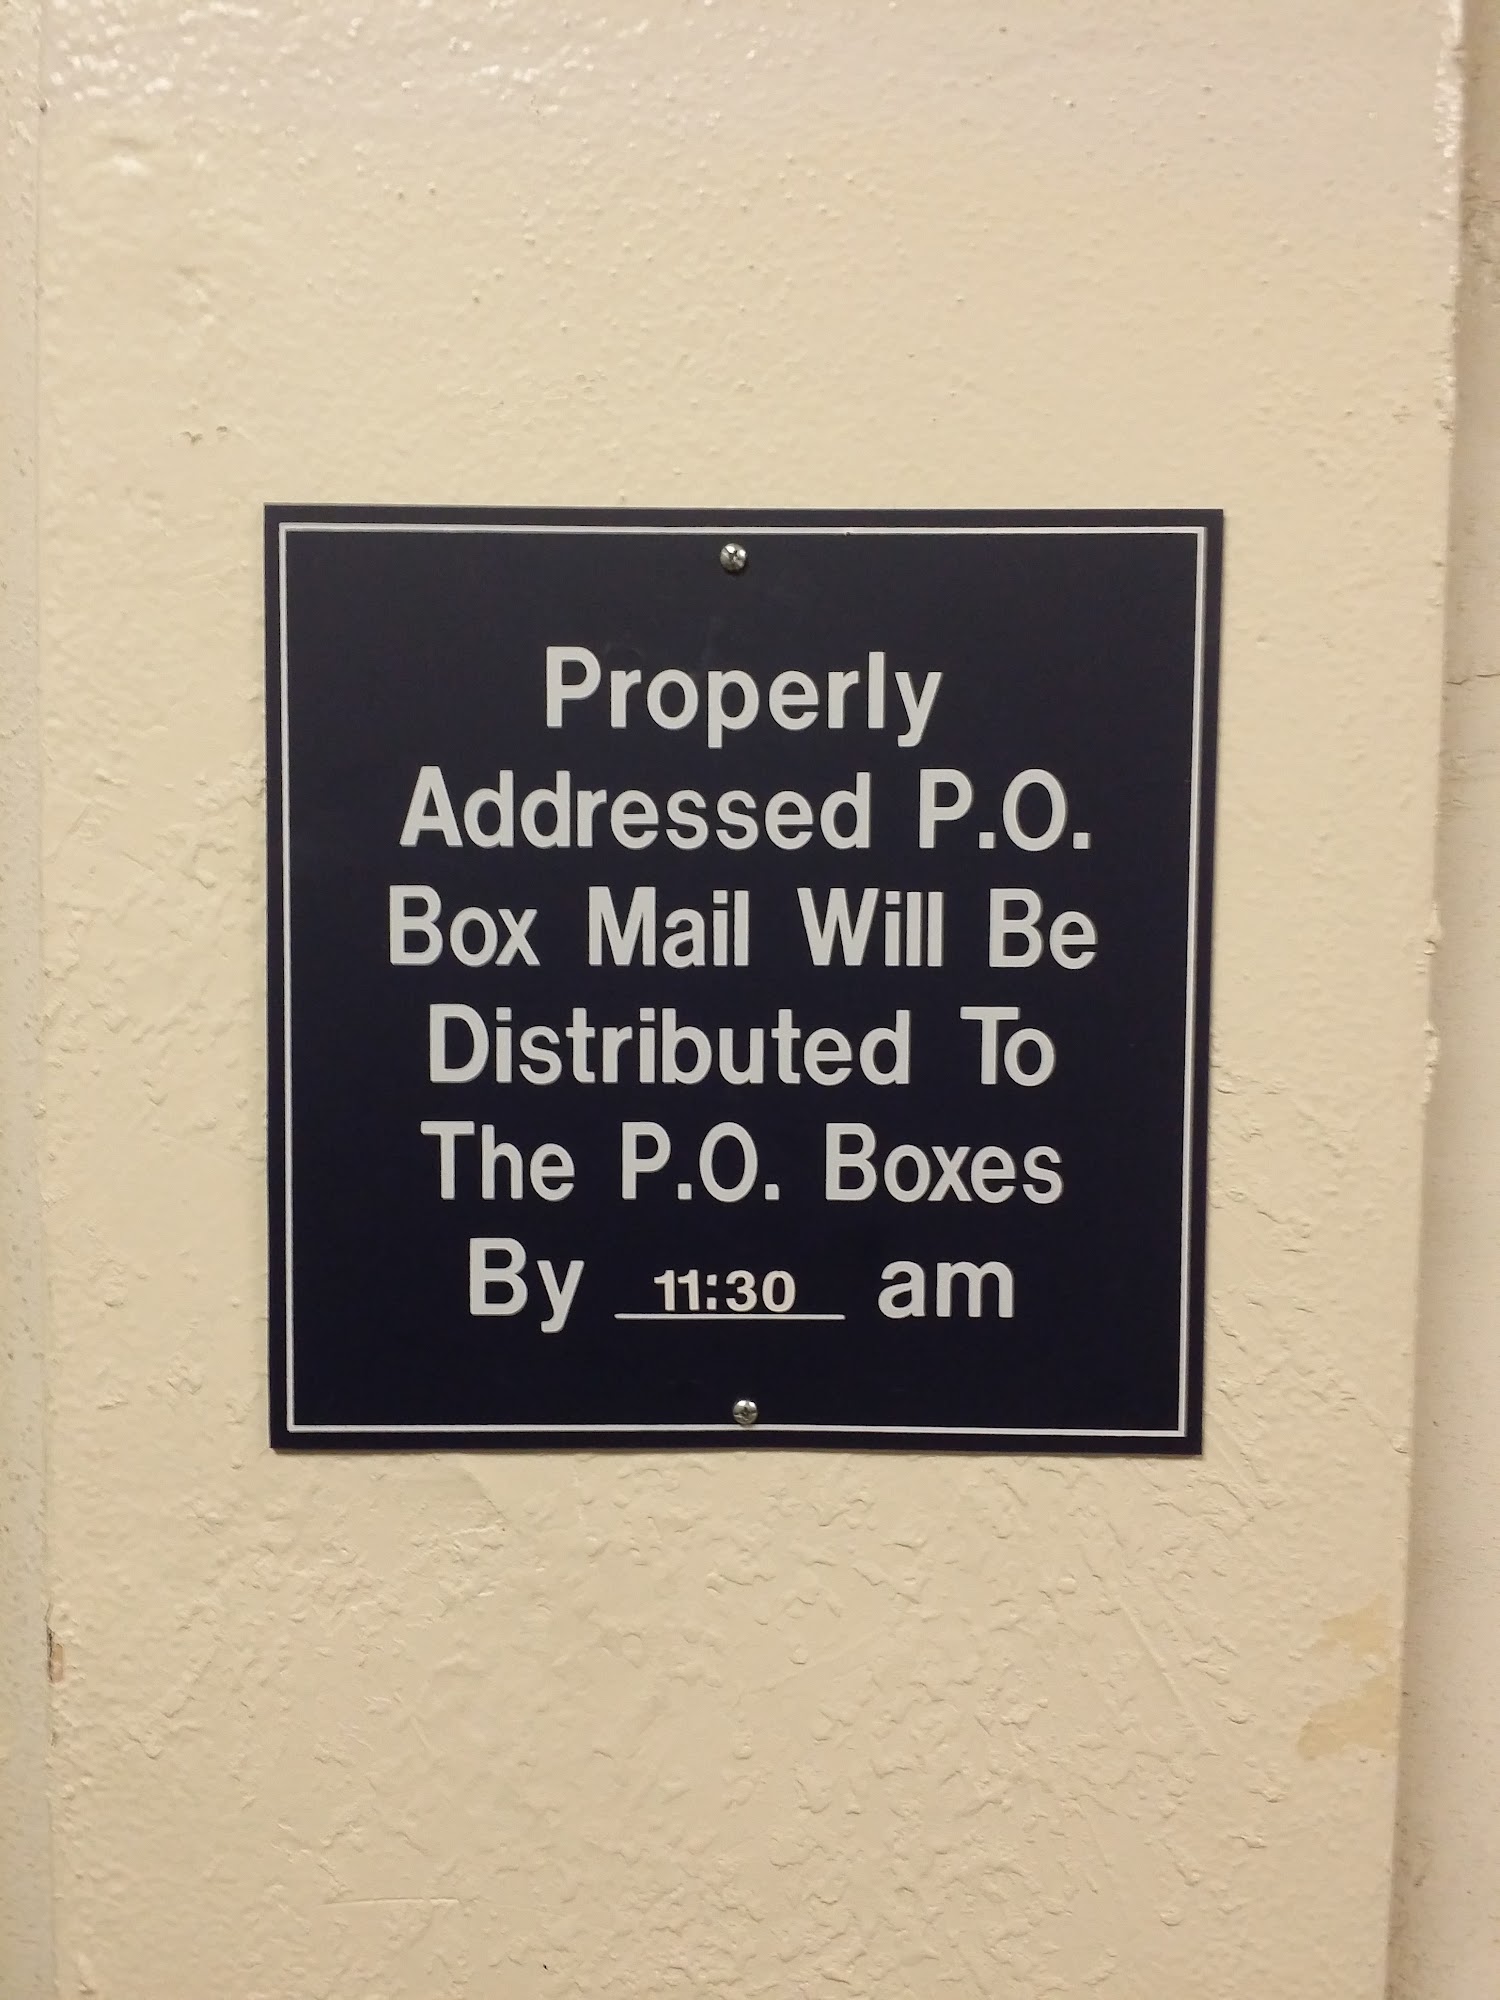 Properly
Addressed P.O.
Box Mail Will Be
Distributed To
The P.O. Boxes
By 11:30 am